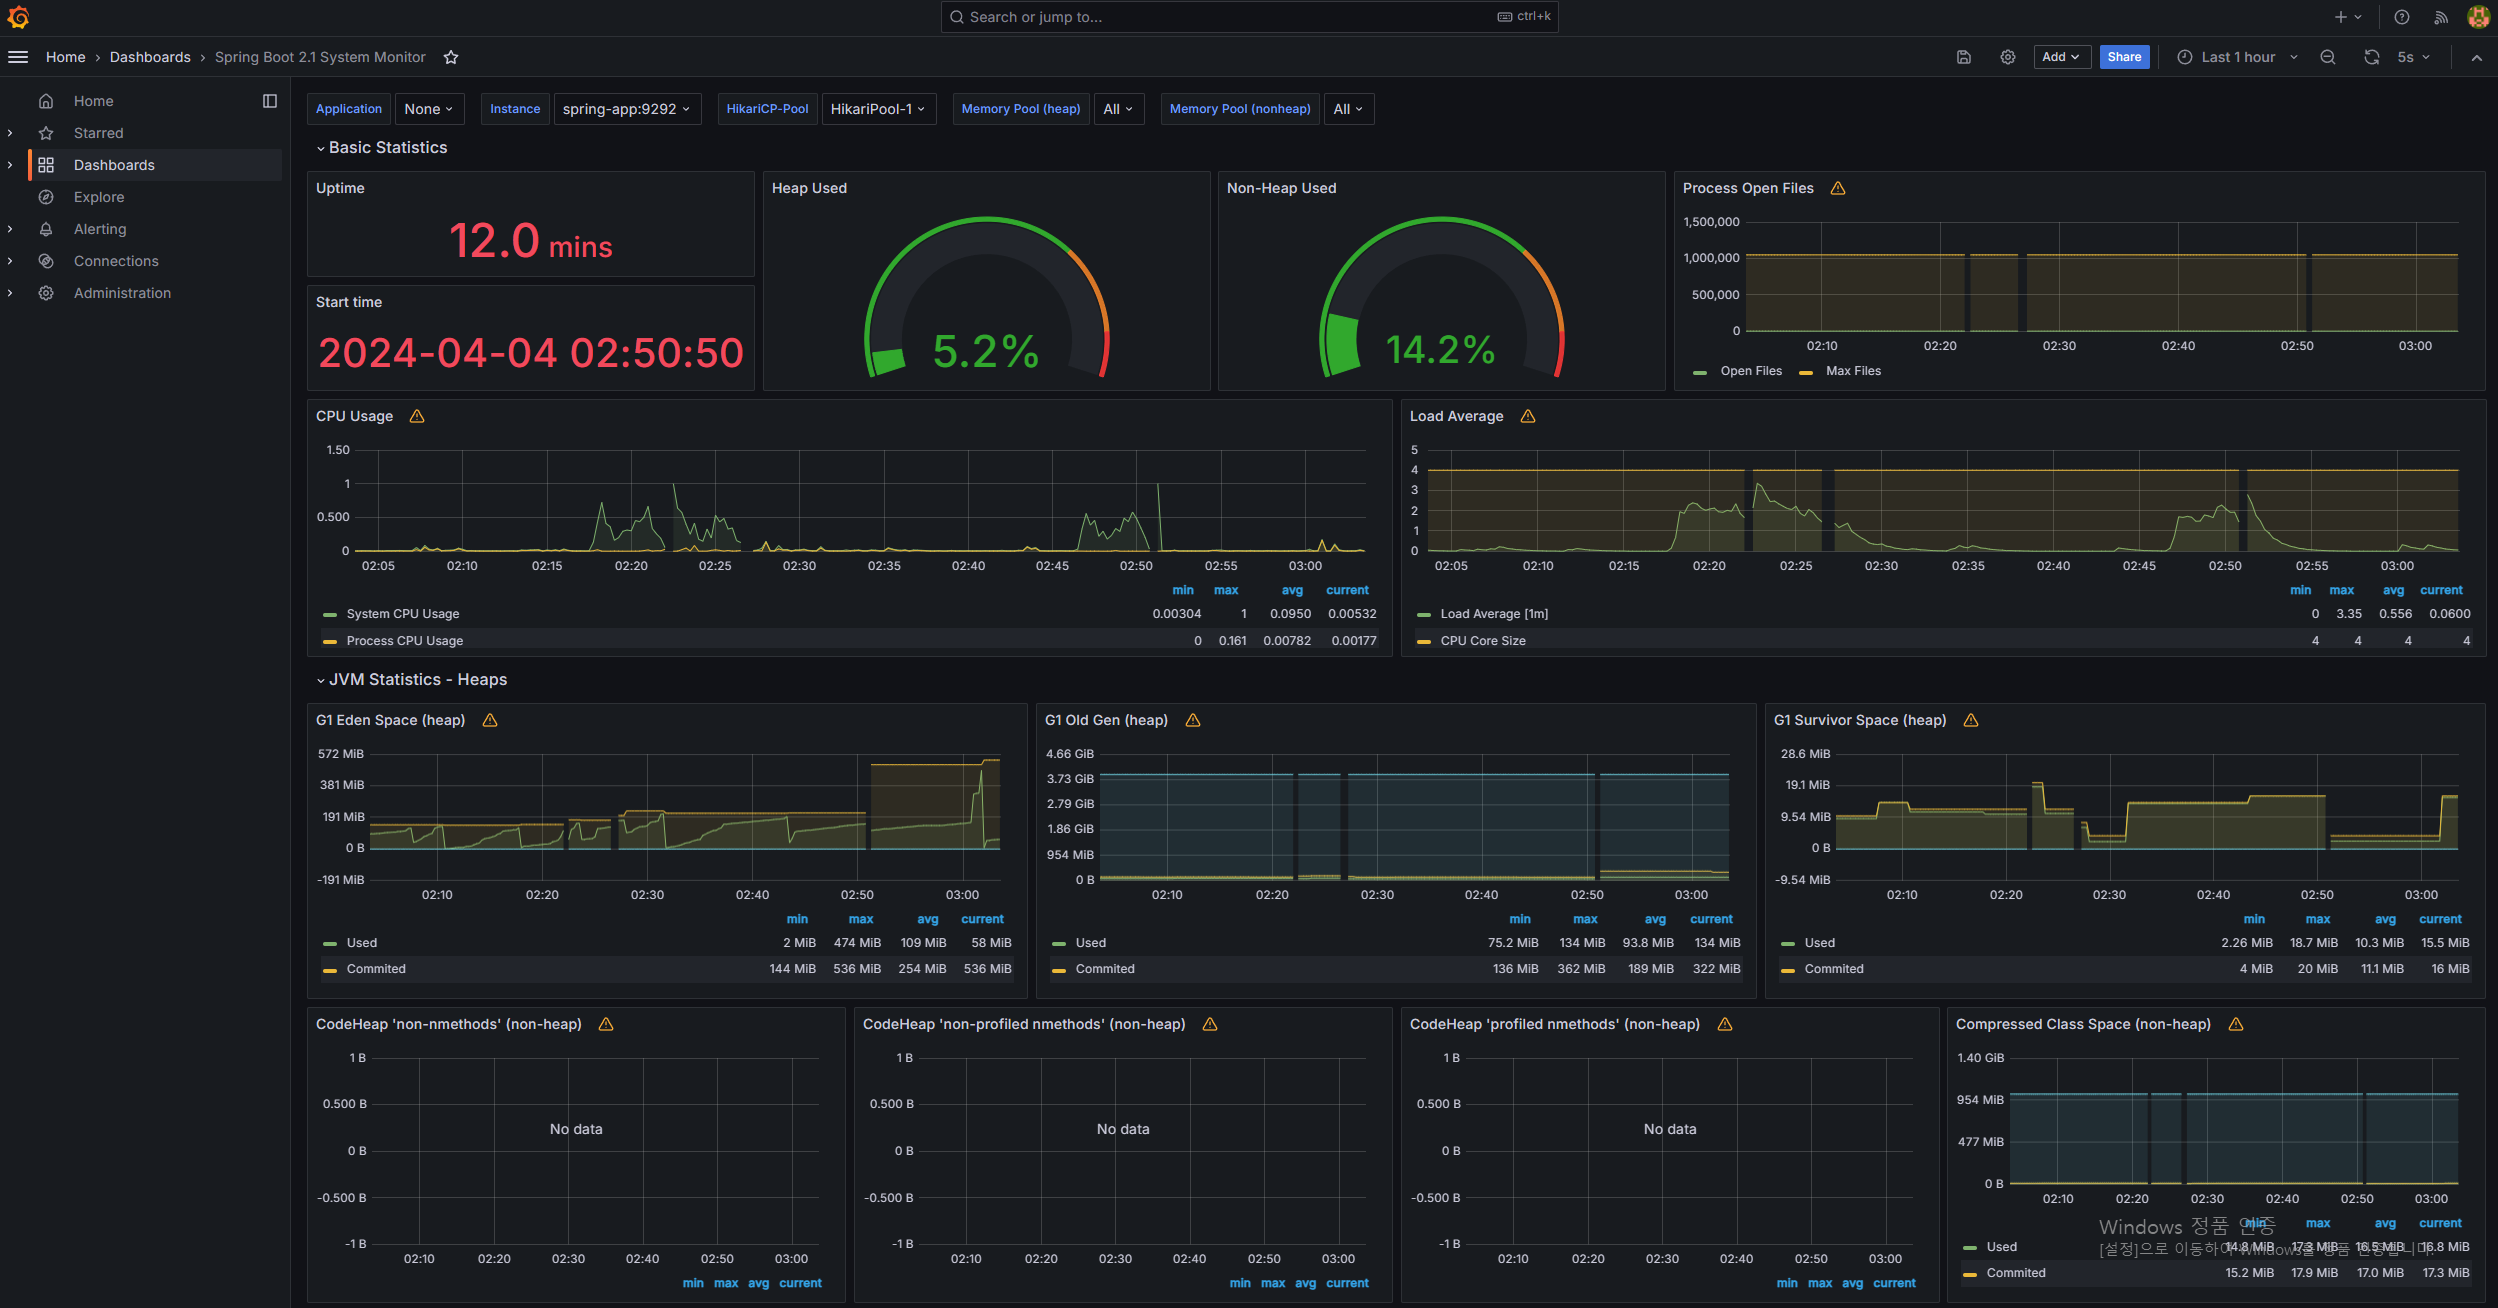 Search or jump to...
ctrl+k
Home › Dashboards › Spring Boot 2.1 System Monitor
Add
Share
Last 1 hour
5s
Home
Starred
Dashboards
Explore
Alerting
Connections
Administration
Application None Instance spring-app:9292 HikariCP-Pool HikariPool-1 Memory Pool (heap) All Memory Pool (nonheap) All
Basic Statistics
Uptime
12.0 mins
Start time
2024-04-04 02:50:50
Heap Used
5.2%
Non-Heap Used
14.2%
Process Open Files
1,500,000
1,000,000
500,000
0
02:10 02:20 02:30 02:40 02:50 03:00
Open Files Max Files
CPU Usage
1.50
1
0.500
0
02:05 02:10 02:15 02:20 02:25 02:30 02:35 02:40 02:45 02:50 02:55 03:00
min max avg current
System CPU Usage 0.00304 1 0.0950 0.00532
Process CPU Usage 0 0.161 0.00782 0.00177
Load Average
5
4
3
2
1
0
02:05 02:10 02:15 02:20 02:25 02:30 02:35 02:40 02:45 02:50 02:55 03:00
min max avg current
Load Average [1m] 0 3.35 0.556 0.0600
CPU Core Size 4 4 4 4
JVM Statistics - Heaps
G1 Eden Space (heap)
572 MiB
381 MiB
191 MiB
0 B
-191 MiB
02:10 02:20 02:30 02:40 02:50 03:00
min max avg current
Used 2 MiB 474 MiB 109 MiB 58 MiB
Commited 144 MiB 536 MiB 254 MiB 536 MiB
G1 Old Gen (heap)
4.66 GiB
3.73 GiB
2.79 GiB
1.86 GiB
954 MiB
0 B
02:10 02:20 02:30 02:40 02:50 03:00
min max avg current
Used 75.2 MiB 134 MiB 93.8 MiB 134 MiB
Commited 136 MiB 362 MiB 189 MiB 322 MiB
G1 Survivor Space (heap)
28.6 MiB
19.1 MiB
9.54 MiB
0 B
-9.54 MiB
02:10 02:20 02:30 02:40 02:50 03:00
min max avg current
Used 2.26 MiB 18.7 MiB 10.3 MiB 15.5 MiB
Commited 4 MiB 20 MiB 11.1 MiB 16 MiB
CodeHeap 'non-nmethods' (non-heap)
1 B
0.500 B
No data
0 B
-0.500 B
-1 B
02:10 02:20 02:30 02:40 02:50 03:00
min max avg current
CodeHeap 'non-profiled nmethods' (non-heap)
1 B
0.500 B
No data
0 B
-0.500 B
-1 B
02:10 02:20 02:30 02:40 02:50 03:00
min max avg current
CodeHeap 'profiled nmethods' (non-heap)
1 B
0.500 B
No data
0 B
-0.500 B
-1 B
02:10 02:20 02:30 02:40 02:50 03:00
min max avg current
Compressed Class Space (non-heap)
1.40 GiB
954 MiB
477 MiB
0 B
02:10 02:20 02:30 02:40 02:50 03:00
min max avg current
Used 14.8 MiB 17.3 MiB 16.5 MiB 16.8 MiB
Commited 15.2 MiB 17.9 MiB 17.0 MiB 17.3 MiB
Windows 정품 인증
[설정]으로 이동하여 Windows를 정품 인증합니다.